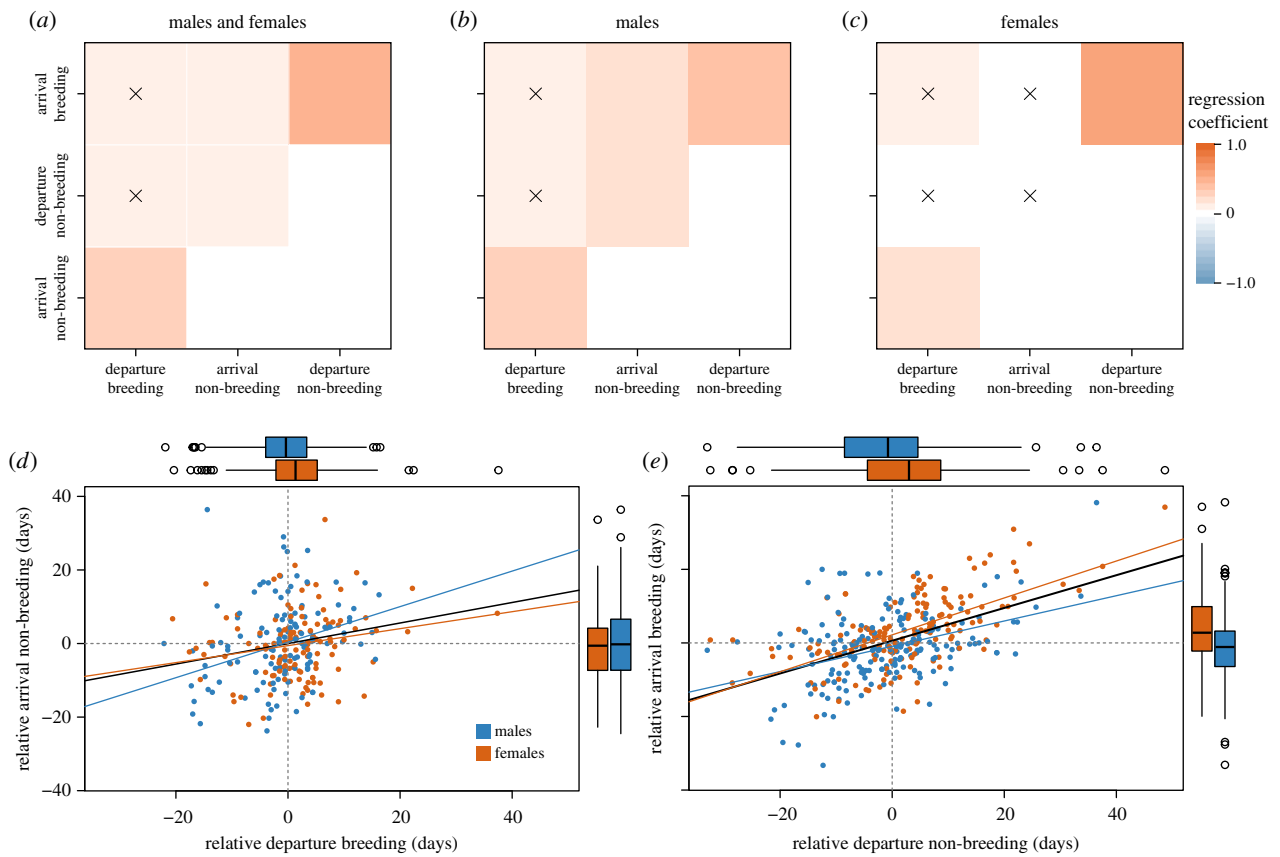 (a)
males and females
(b)
males
(c)
females
arrival
breeding
departure
non-breeding
arrival
non-breeding
regression
coefficient
1.0
0
−1.0
departure
breeding
arrival
non-breeding
departure
non-breeding
departure
breeding
arrival
non-breeding
departure
non-breeding
departure
breeding
arrival
non-breeding
departure
non-breeding
(d)
relative arrival non-breeding (days)
40
20
0
−20
−40
males
females
−20
0
20
40
relative departure breeding (days)
(e)
relative arrival breeding (days)
−20
0
20
40
relative departure non-breeding (days)